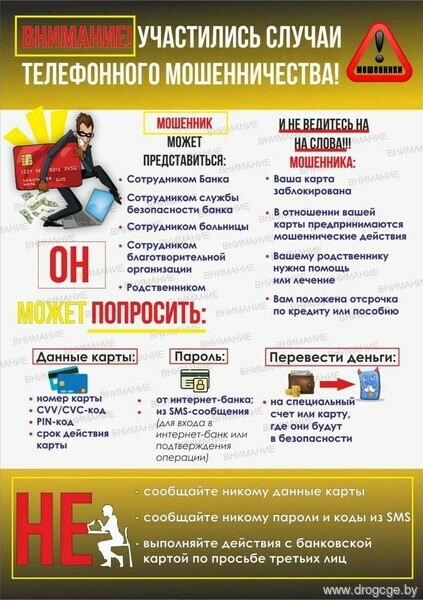 ВНИМАНИЕ! УЧАСТИЛИСЬ СЛУЧАИ
ТЕЛЕФОННОГО МОШЕННИЧЕСТВА!
МОШЕННИКИ
МОШЕННИК
МОЖЕТ
ПРЕДСТАВИТЬСЯ:
• Сотрудником Банка
• Сотрудником службы
безопасности банка
• Сотрудником больницы
• Сотрудником
благотворительной
организации
• Родственником
И НЕ ВЕДИТЕСЬ НА
НА СЛОВА!!!
МОШЕННИКА:
• Ваша карта
заблокирована
• В отношении вашей
карты предпринимаются
мошеннические действия
• Вашему родственнику
нужна помощь
или лечение
• Вам положена отсрочка
по кредиту или пособию
ОН
МОЖЕТ ПОПРОСИТЬ:
Данные карты:
• номер карты
• CVV/CVC-код
• PIN-код
• срок действия
карты
Пароль:
• от интернет-банка;
• из SMS-сообщения
(для входа в
интернет-банк или
подтверждения
операции)
Перевести деньги:
• на специальный
счет или карту,
где они будут
в безопасности
НЕ
· сообщайте никому данные карты
· сообщайте никому пароли и коды из SMS
· выполняйте действия с банковской
картой по просьбе третьих лиц
www.drogcge.by